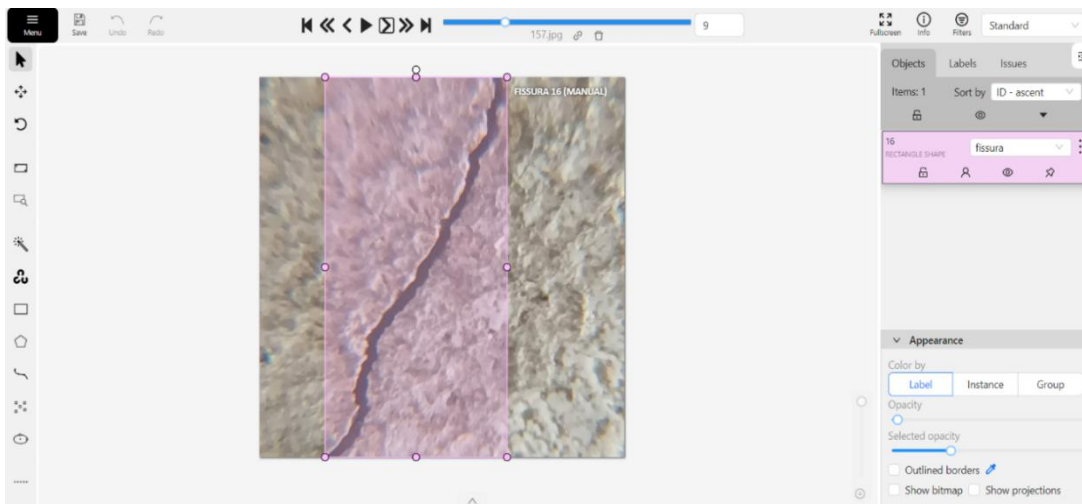 Menu
Save
Undo
Redo
157.jpg
9
Fullscreen
Info
Filters
Standard
FISSURA 16 (MANUAL)
Objects Labels Issues
Items: 1 Sort by ID - ascent
16
RECTANGLE SHAPE
fissura
Appearance
Color by
Label Instance Group
Opacity
Selected opacity
Outlined borders
Show bitmap Show projections